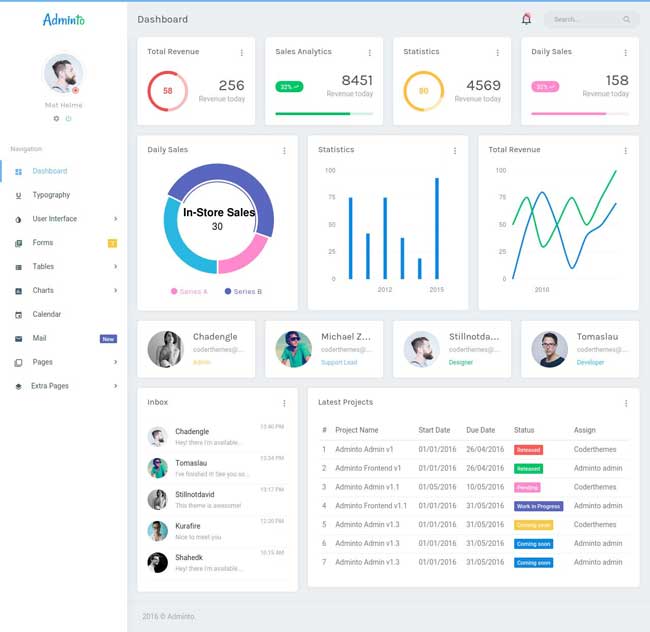 Adminto
Dashboard
Search...
Mat Helme
Navigation
Dashboard
Typography
User Interface
Forms
7
Tables
Charts
Calendar
Mail
New
Pages
Extra Pages
Total Revenue
58
256
Revenue today
Sales Analytics
32%
8451
Revenue today
Statistics
80
4569
Revenue today
Daily Sales
32%
158
Revenue today
Daily Sales
In-Store Sales
30
Series A
Series B
Statistics
100
75
50
25
0
2012
2015
Total Revenue
100
75
50
25
0
2010
Chadengle
coderthemes@...
Admin
Michael Z...
coderthemes@...
Support Lead
Stillnotda...
coderthemes@...
Designer
Tomaslau
coderthemes@...
Developer
Inbox
Chadengle
13:40 PM
Hey! there I'm available...
Tomaslau
13:34 PM
I've finished it! See you so...
Stillnotdavid
13:17 PM
This theme is awesome!
Kurafire
12:20 PM
Nice to meet you
Shahedk
10:15 AM
Hey! there I'm available...
Latest Projects
# Project Name Start Date Due Date Status Assign
1 Adminto Admin v1 01/01/2016 26/04/2016 Released Coderthemes
2 Adminto Frontend v1 01/01/2016 26/04/2016 Released Adminto admin
3 Adminto Admin v1.1 01/05/2016 10/05/2016 Pending Coderthemes
4 Adminto Frontend v1.1 01/01/2016 31/05/2016 Work in Progress Adminto admin
5 Adminto Admin v1.3 01/01/2016 31/05/2016 Coming soon Coderthemes
6 Adminto Admin v1.3 01/01/2016 31/05/2016 Coming soon Adminto admin
7 Adminto Admin v1.3 01/01/2016 31/05/2016 Coming soon Adminto admin
2016 © Adminto.